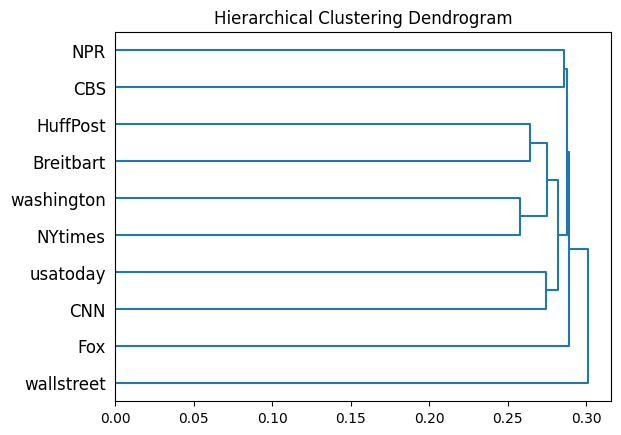 Hierarchical Clustering Dendrogram
NPR
CBS
HuffPost
Breitbart
washington
NYtimes
usatoday
CNN
Fox
wallstreet
0.00 0.05 0.10 0.15 0.20 0.25 0.30